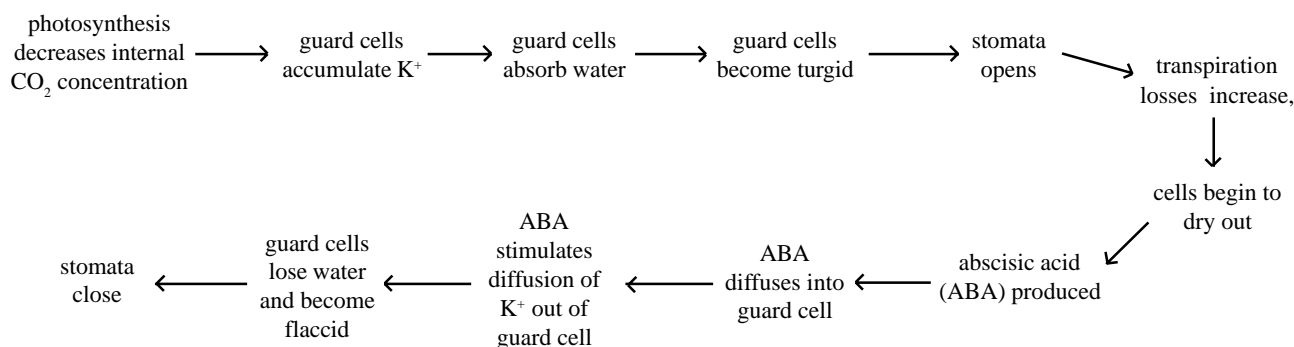 photosynthesis
decreases internal
CO₂ concentration
guard cells
accumulate K⁺
guard cells
absorb water
guard cells
become turgid
stomata
opens
transpiration
losses increase,
cells begin to
dry out
abscisic acid
(ABA) produced
ABA
diffuses into
guard cell
ABA
stimulates
diffusion of
K⁺ out of
guard cell
guard cells
lose water
and become
flaccid
stomata
close